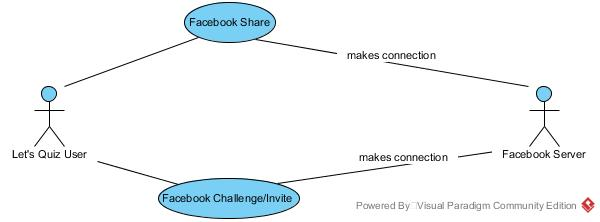 Facebook Share
makes connection
Let's Quiz User
Facebook Server
makes connection
Facebook Challenge/Invite
Powered By Visual Paradigm Community Edition